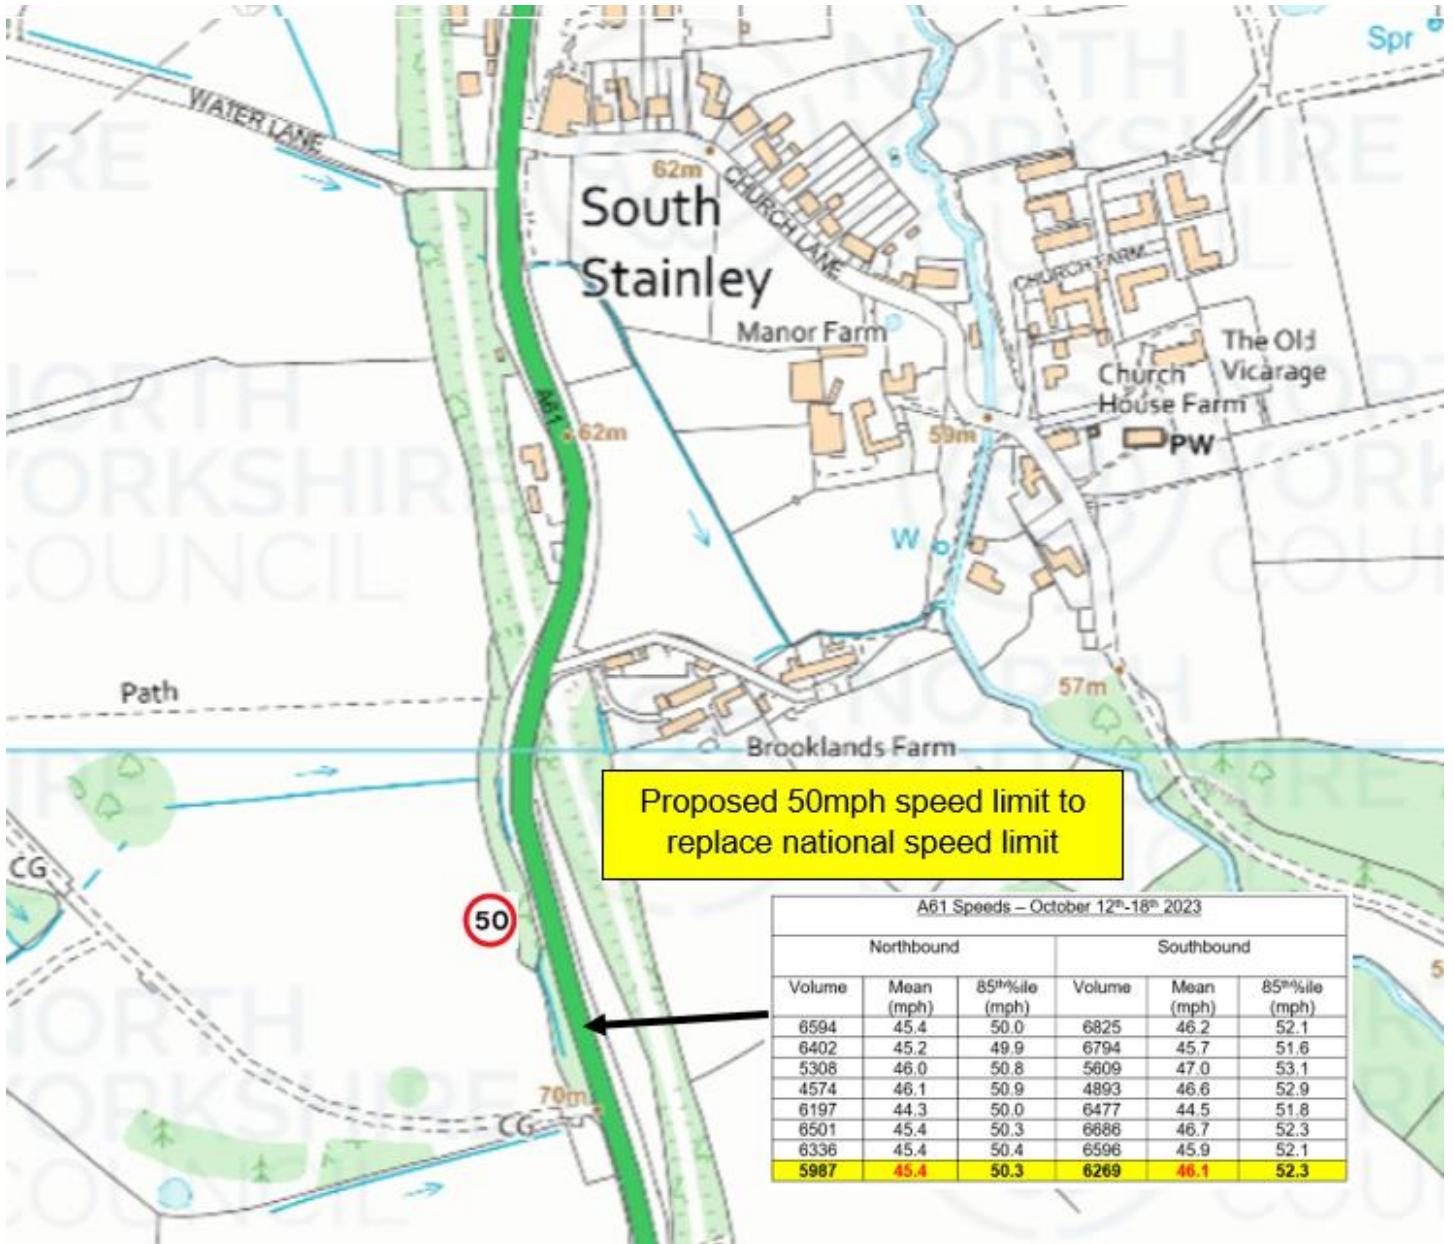 Spr
WATER LANE
62m
South
Stainley
CHURCH LANE
CHURCH FARM
Manor Farm
The Old
Vicarage
Church
House Farm
A61
62m
59m
PW
W
Path
57m
Brooklands Farm
Proposed 50mph speed limit to
replace national speed limit
CG
50
A61 Speeds – October 12th-18th 2023
Northbound Southbound
Volume Mean (mph) 85th%ile (mph) Volume Mean (mph) 85th%ile (mph)
6594 45.4 50.0 6825 46.2 52.1
6402 45.2 49.9 6794 45.7 51.6
5308 46.0 50.8 5609 47.0 53.1
4574 46.1 50.9 4893 46.6 52.9
6197 44.3 50.0 6477 44.5 51.8
6501 45.4 50.3 6686 46.7 52.3
6336 45.4 50.4 6596 45.9 52.1
5987 45.4 50.3 6269 46.1 52.3
5
70m
CG
NORTH
YORKSHIRE
COUNCIL